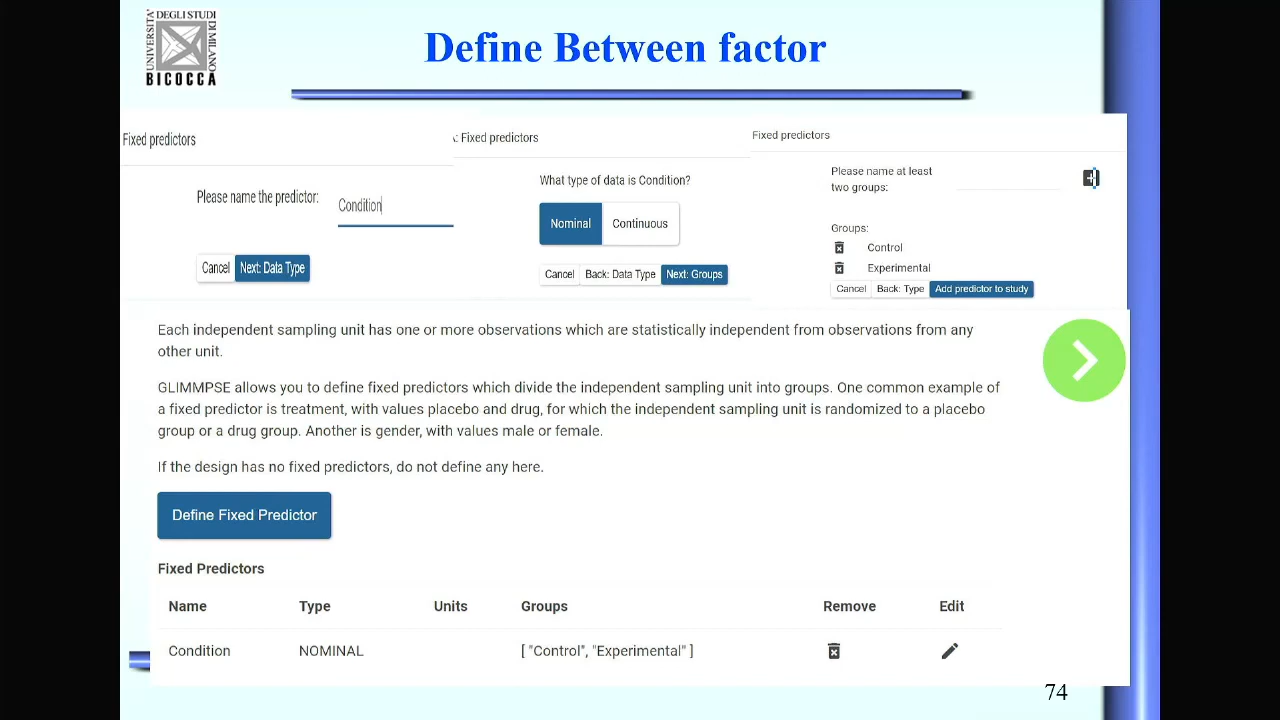 UNIVERSITA'
DEGLI STUDI
DI MILANO
BICOCCA
Define Between factor
Fixed predictors
Please name the predictor:
Condition
Cancel
Next: Data Type
: Fixed predictors
What type of data is Condition?
Nominal
Continuous
Cancel
Back: Data Type
Next: Groups
Fixed predictors
Please name at least
two groups:
Groups:
Control
Experimental
Cancel
Back: Type
Add predictor to study
Each independent sampling unit has one or more observations which are statistically independent from observations from any
other unit.
GLIMMPSE allows you to define fixed predictors which divide the independent sampling unit into groups. One common example of
a fixed predictor is treatment, with values placebo and drug, for which the independent sampling unit is randomized to a placebo
group or a drug group. Another is gender, with values male or female.
If the design has no fixed predictors, do not define any here.
Define Fixed Predictor
Fixed Predictors
Name Type Units Groups Remove Edit
Condition NOMINAL [ "Control", "Experimental" ]
74